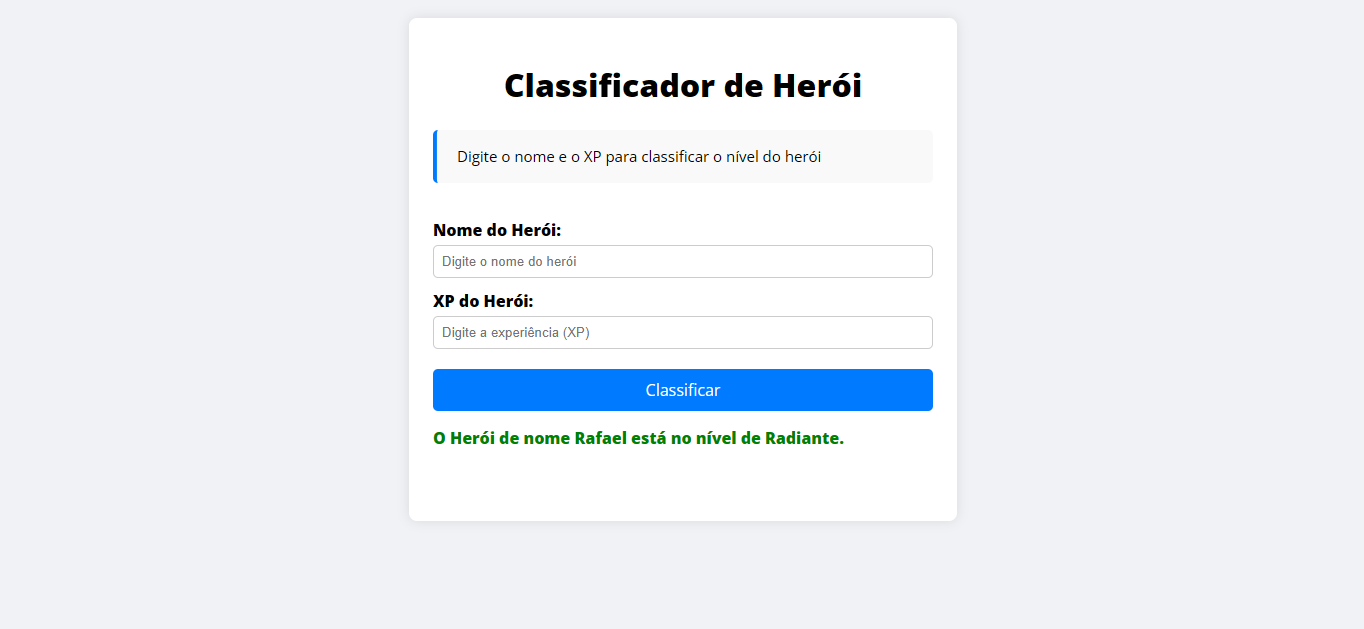 Classificador de Herói
Digite o nome e o XP para classificar o nível do herói
Nome do Herói:
Digite o nome do herói
XP do Herói:
Digite a experiência (XP)
Classificar
O Herói de nome Rafael está no nível de Radiante.